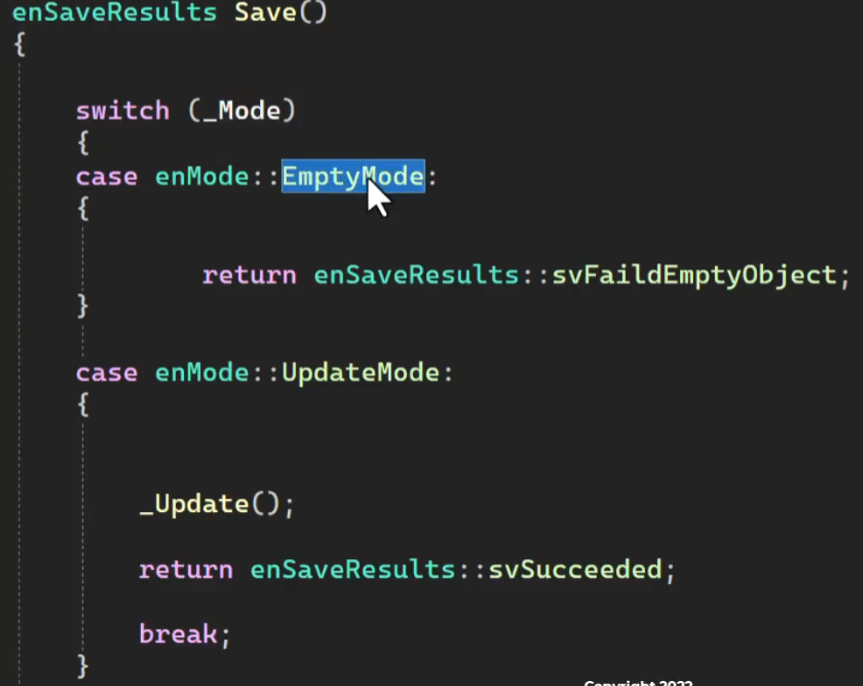 enSaveResults Save()
{
switch (_Mode)
{
case enMode::EmptyMode:
{
return enSaveResults::svFaildEmptyObject;
}
case enMode::UpdateMode:
{
_Update();
return enSaveResults::svSucceeded;
break;
}
Copyright 2022